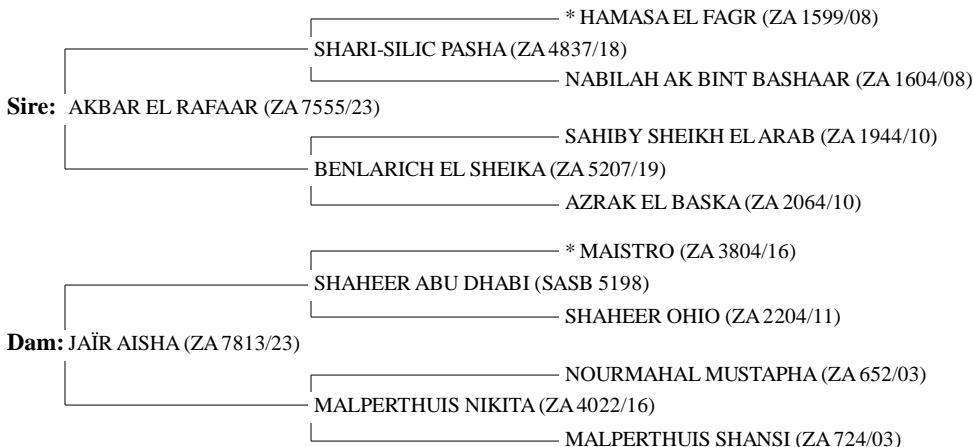 * HAMASA EL FAGR (ZA 1599/08)
SHARI-SILIC PASHA (ZA 4837/18)
NABILAH AK BINT BASHAAR (ZA 1604/08)
Sire: AKBAR EL RAFAAR (ZA 7555/23)
SAHIBY SHEIKH EL ARAB (ZA 1944/10)
BENLARICH EL SHEIKA (ZA 5207/19)
AZRAK EL BASKA (ZA 2064/10)
* MAISTRO (ZA 3804/16)
SHAHEER ABU DHABI (SASB 5198)
SHAHEER OHIO (ZA 2204/11)
Dam: JAÏR AISHA (ZA 7813/23)
NOURMAHAL MUSTAPHA (ZA 652/03)
MALPERTHUIS NIKITA (ZA 4022/16)
MALPERTHUIS SHANSI (ZA 724/03)